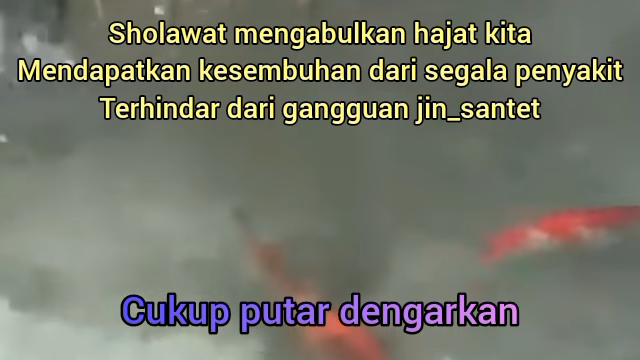 Sholawat mengabulkan hajat kita
Mendapatkan kesembuhan dari segala penyakit
Terhindar dari gangguan jin_santet
Cukup putar dengarkan